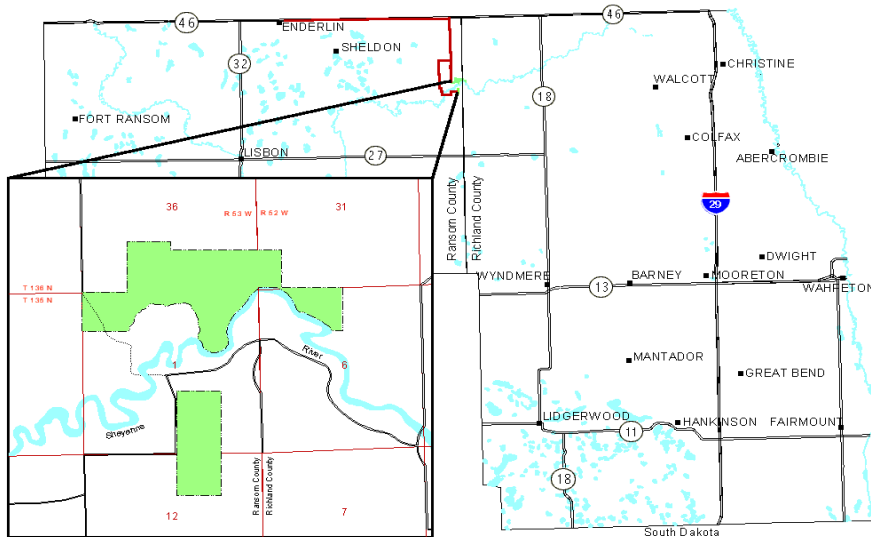 46
ENDERLIN
46
SHELDON
32
CHRISTINE
WALCOTT
18
FORT RANSOM
COLFAX
LISBON
27
ABERCROMBIE
29
Ransom County
Richland County
DWIGHT
WYNDMERE
BARNEY
MOORETON
WAHPETON
13
MANTADOR
GREAT BEND
LIDGERWOOD
HANKINSON
FAIRMOUNT
11
18
South Dakota
36
R 53 W
R 52 W
31
T 136 N
T 135 N
1
River
6
Sheyenne
Ransom County
Richland County
12
7